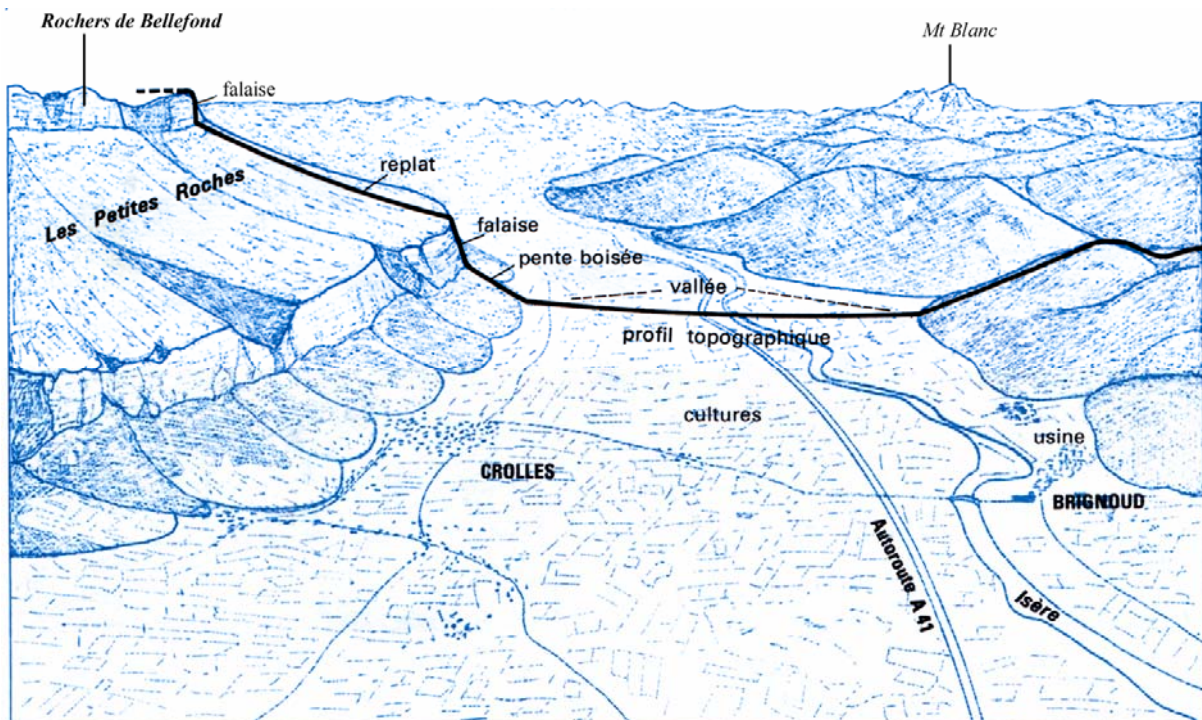 Rochers de Bellefond
Mt Blanc
falaise
replat
Les Petites Roches
falaise
pente boisée
vallée
profil topographique
cultures
usine
CROLLES
BRIGNOUD
Autoroute A 41
Isère